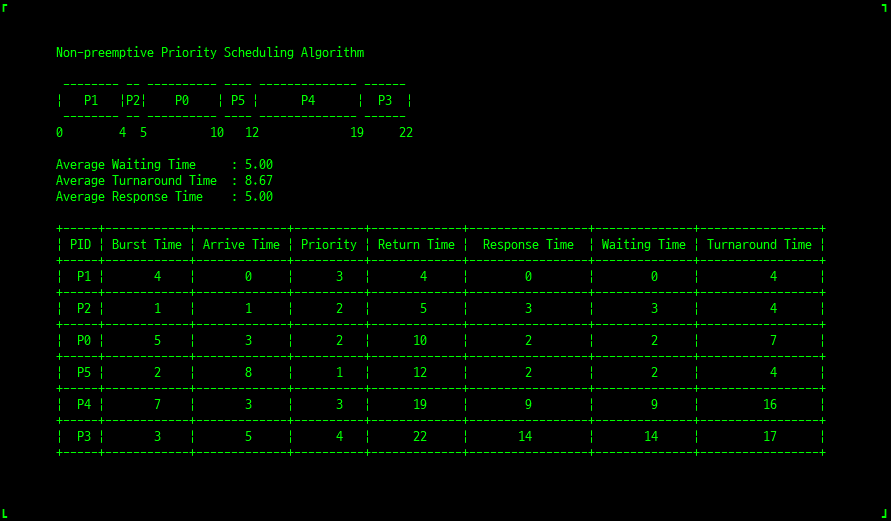 Non-preemptive Priority Scheduling Algorithm
 -------- -- ---------- ---- -------------- ------
¦   P1   ¦P2¦    P0    ¦ P5 ¦      P4      ¦  P3  ¦
 -------- -- ---------- ---- -------------- ------
0        4  5         10   12             19     22
Average Waiting Time     : 5.00
Average Turnaround Time  : 8.67
Average Response Time    : 5.00
+-----+------------+-------------+----------+-------------+-----------------+--------------+-----------------+
¦ PID ¦ Burst Time ¦ Arrive Time ¦ Priority ¦ Return Time ¦  Response Time  ¦ Waiting Time ¦ Turnaround Time ¦
+-----+------------+-------------+----------+-------------+-----------------+--------------+-----------------+
¦  P1 ¦       4    ¦       0     ¦     3    ¦       4     ¦        0        ¦        0     ¦         4       ¦
+-----+------------+-------------+----------+-------------+-----------------+--------------+-----------------+
¦  P2 ¦       1    ¦       1     ¦     2    ¦       5     ¦        3        ¦        3     ¦         4       ¦
+-----+------------+-------------+----------+-------------+-----------------+--------------+-----------------+
¦  P0 ¦       5    ¦       3     ¦     2    ¦      10     ¦        2        ¦        2     ¦         7       ¦
+-----+------------+-------------+----------+-------------+-----------------+--------------+-----------------+
¦  P5 ¦       2    ¦       8     ¦     1    ¦      12     ¦        2        ¦        2     ¦         4       ¦
+-----+------------+-------------+----------+-------------+-----------------+--------------+-----------------+
¦  P4 ¦       7    ¦       3     ¦     3    ¦      19     ¦        9        ¦        9     ¦        16       ¦
+-----+------------+-------------+----------+-------------+-----------------+--------------+-----------------+
¦  P3 ¦       3    ¦       5     ¦     4    ¦      22     ¦       14        ¦       14     ¦        17       ¦
+-----+------------+-------------+----------+-------------+-----------------+--------------+-----------------+